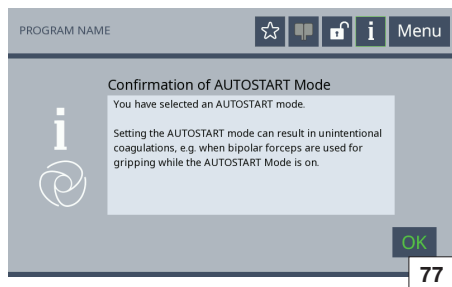 PROGRAM NAME
i Menu
Confirmation of AUTOSTART Mode
You have selected an AUTOSTART mode.
Setting the AUTOSTART mode can result in unintentional
coagulations, e.g. when bipolar forceps are used for
gripping while the AUTOSTART Mode is on.
i
OK
77